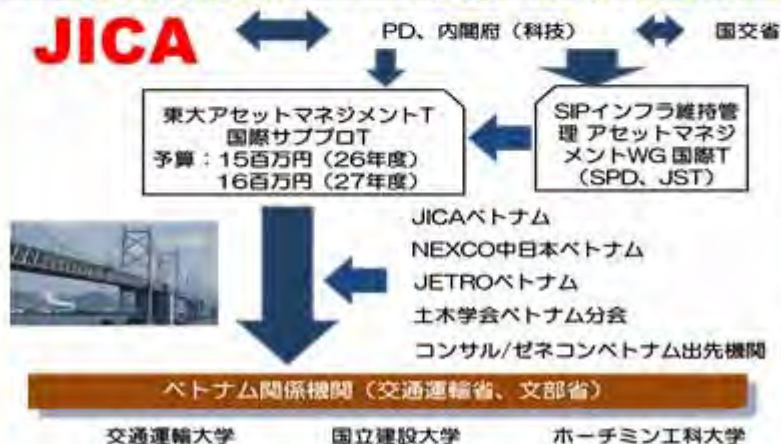 JICA
PD、内閣府（科技）
国交省
東大アセットマネジメントT
国際サブプロT
予算：15百万円（26年度）
16百万円（27年度）
SIPインフラ維持管
理 アセットマネジ
メントWG 国際T
（SPD、JST）
JICAベトナム
NEXCO中日本ベトナム
JETROベトナム
土木学会ベトナム分会
コンサル/ゼネコンベトナム出先機関
ベトナム関係機関（交通運輸省、文部省）
交通運輸大学 国立建設大学 ホーチミン工科大学